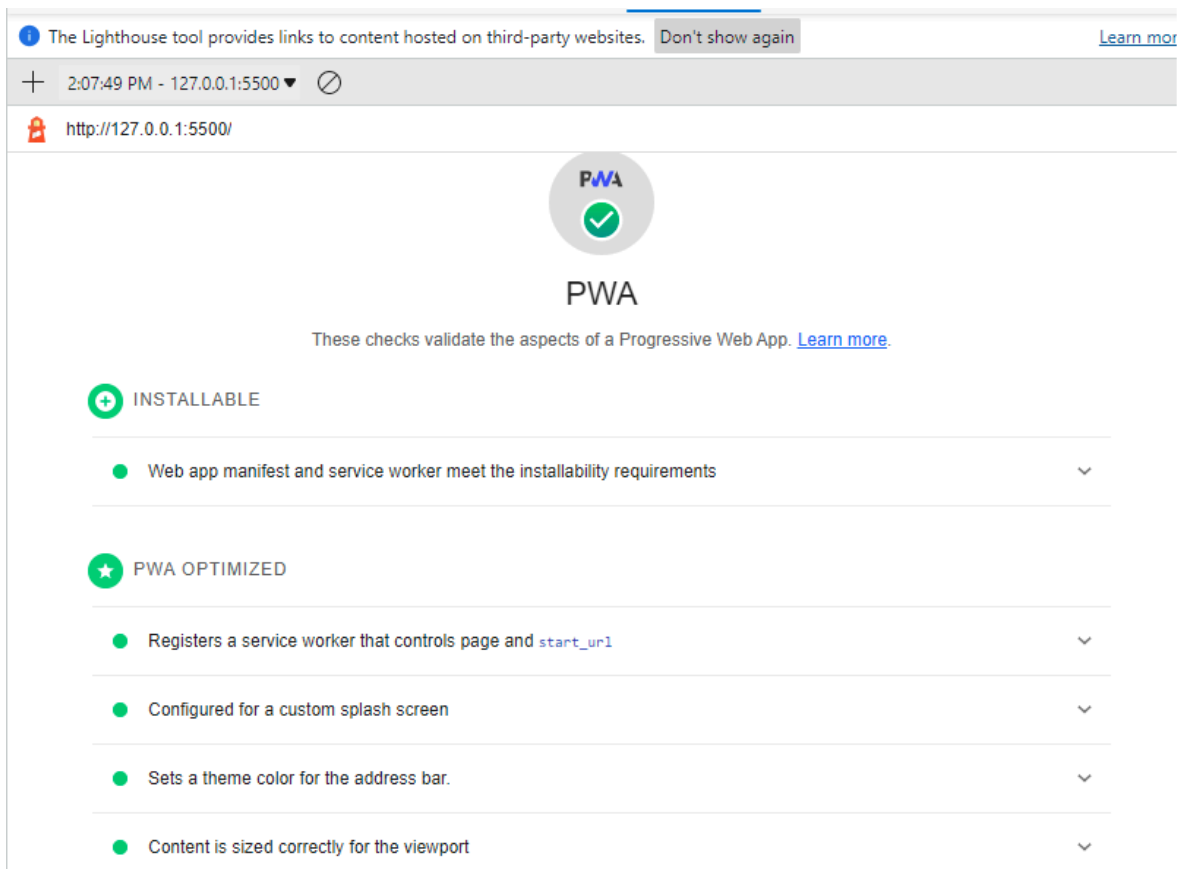 The Lighthouse tool provides links to content hosted on third-party websites. Don't show again Learn mor
2:07:49 PM - 127.0.0.1:5500
http://127.0.0.1:5500/
PWA
PWA
These checks validate the aspects of a Progressive Web App. Learn more.
INSTALLABLE
Web app manifest and service worker meet the installability requirements
PWA OPTIMIZED
Registers a service worker that controls page and start_url
Configured for a custom splash screen
Sets a theme color for the address bar.
Content is sized correctly for the viewport